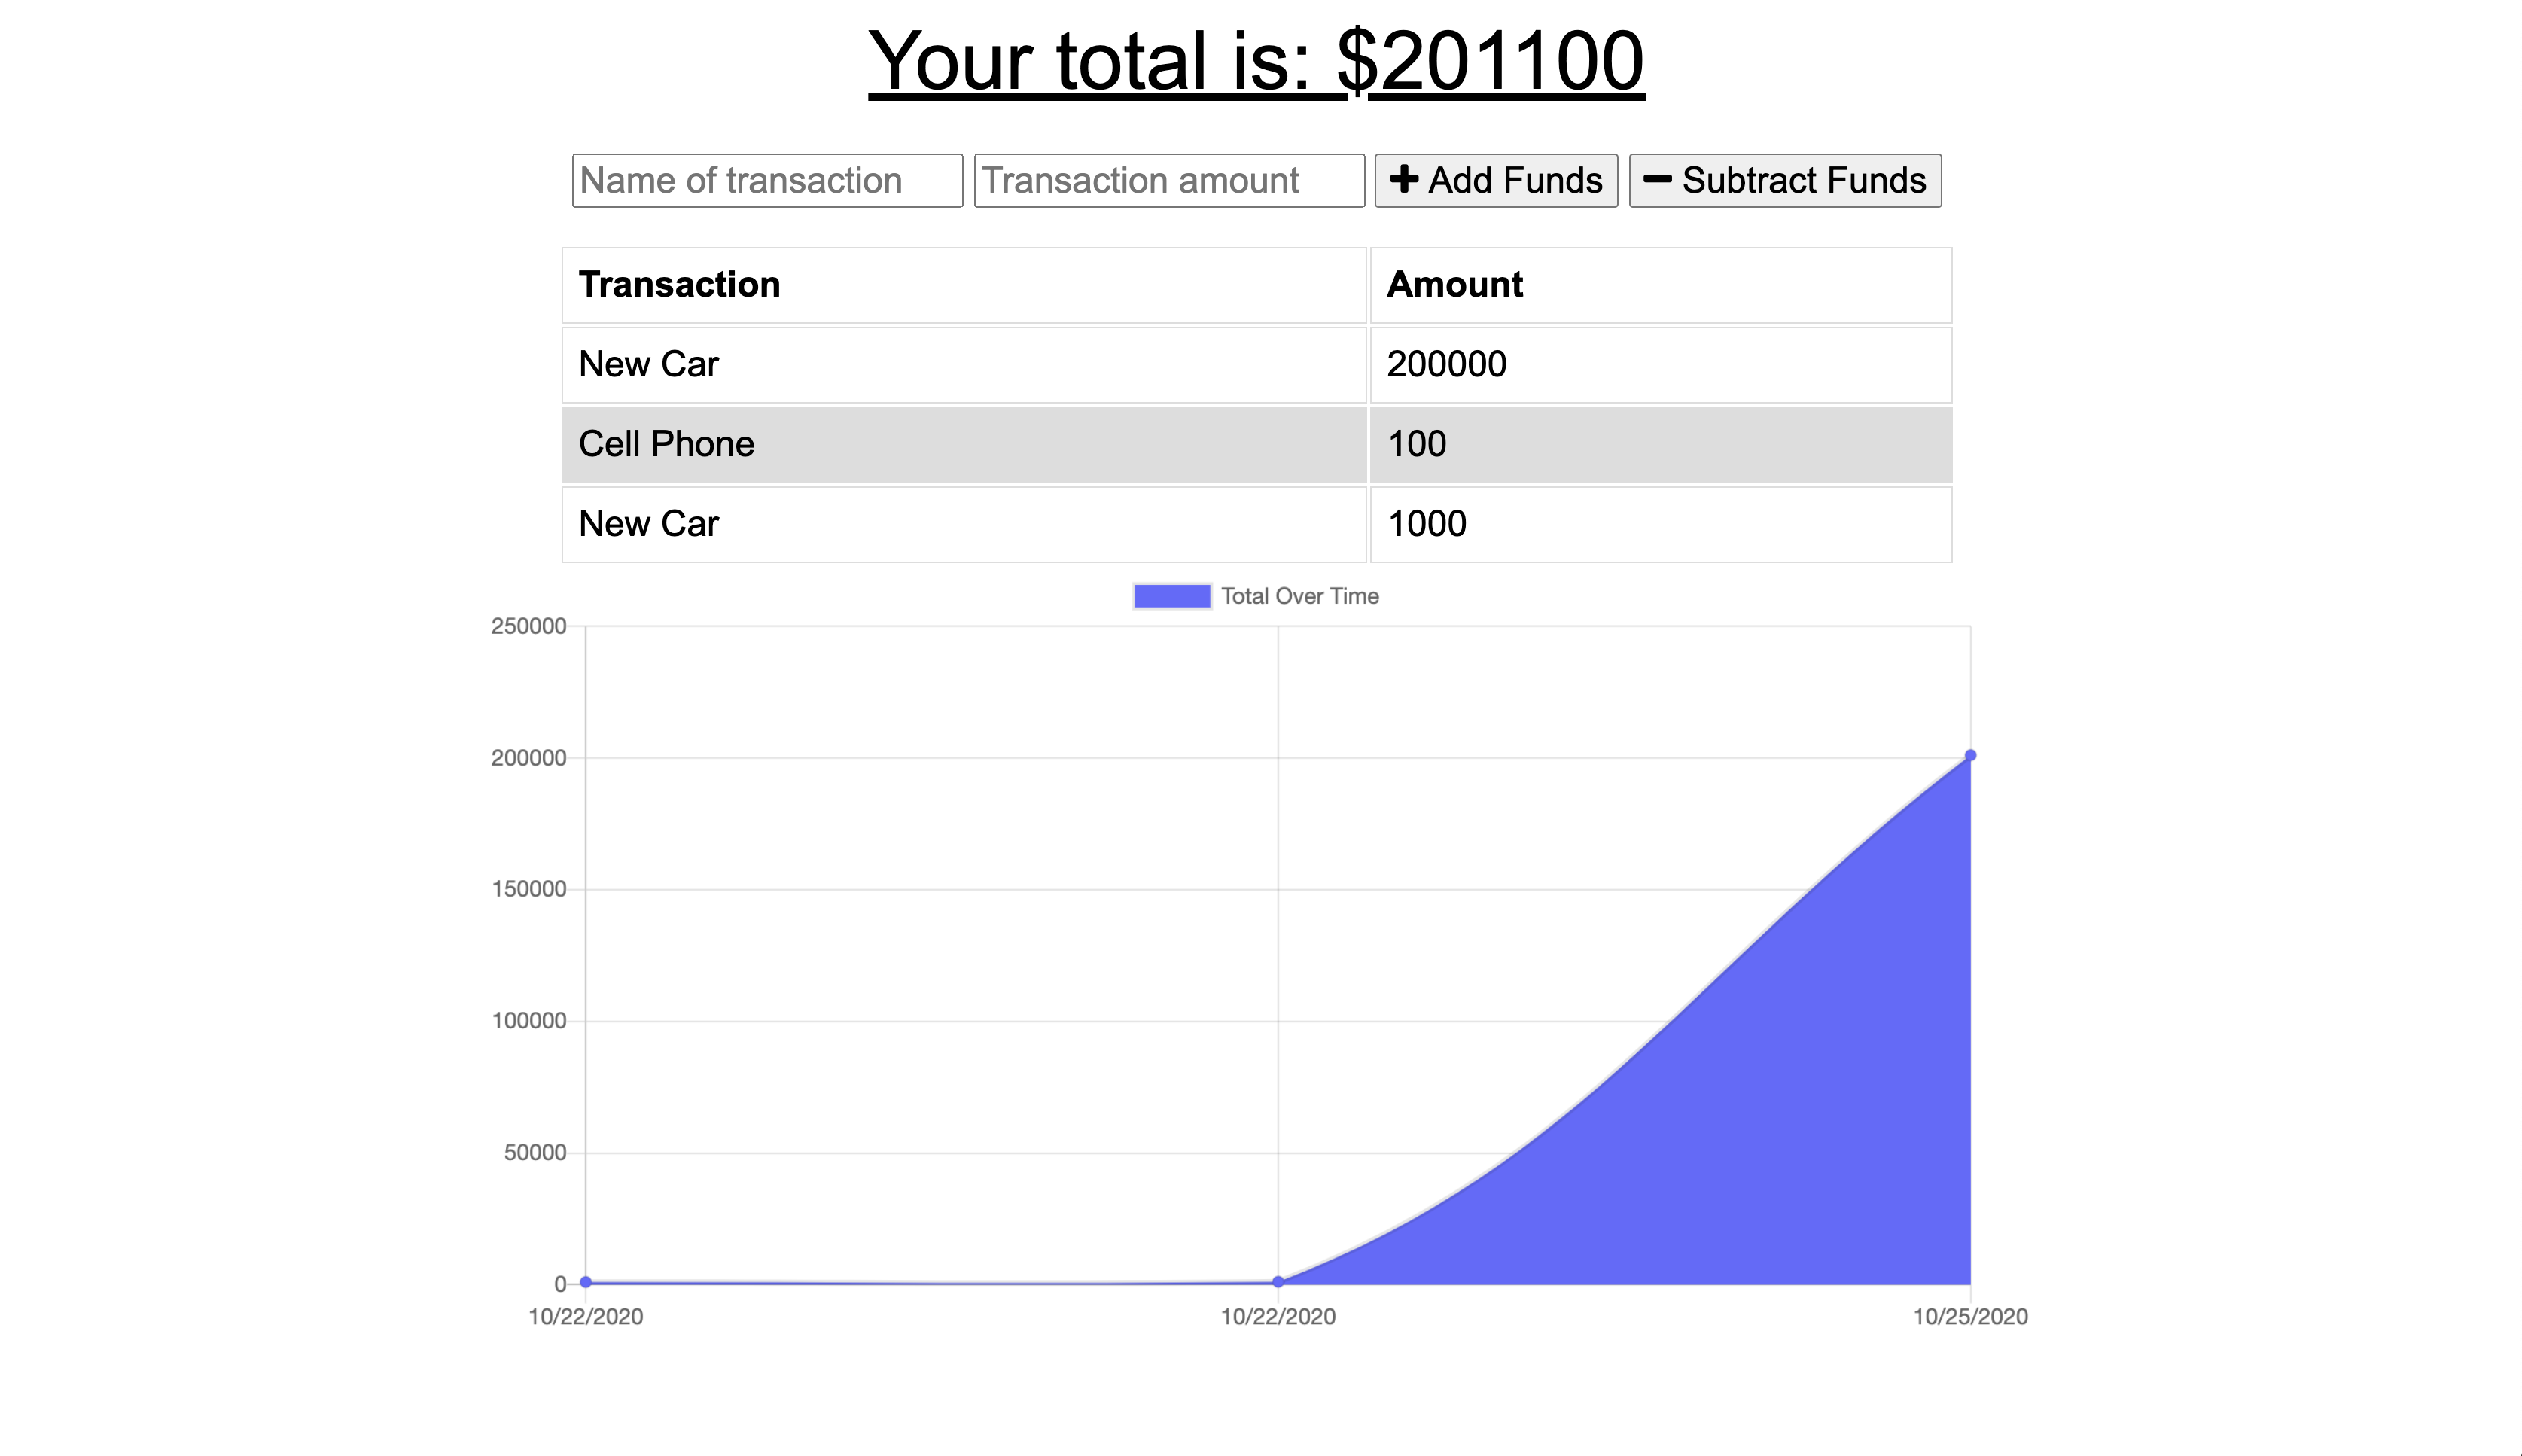 Your total is: $201100
Name of transaction Transaction amount + Add Funds − Subtract Funds
Transaction Amount
New Car 200000
Cell Phone 100
New Car 1000
Total Over Time
250000
200000
150000
100000
50000
0
10/22/2020 10/22/2020 10/25/2020